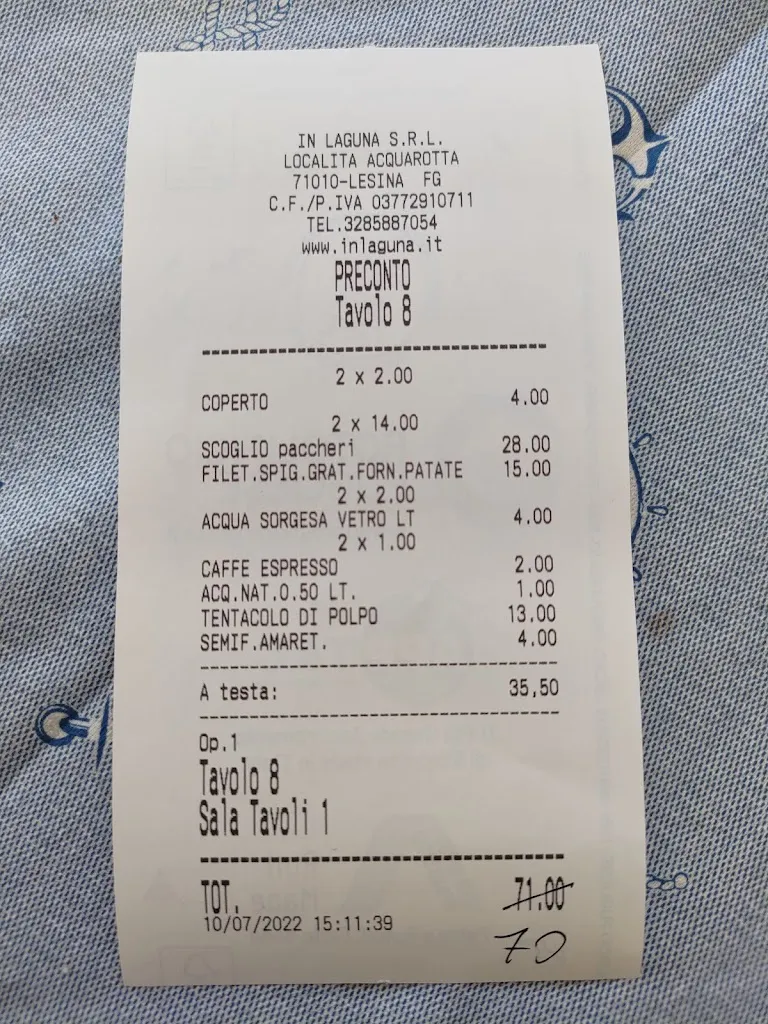 IN LAGUNA S.R.L.
LOCALITA ACQUAROTTA
71010-LESINA FG
C.F./P.IVA 03772910711
TEL.3285887054
www.inlaguna.it
PRECONTO
Tavolo 8
2 x 2.00
COPERTO 4.00
2 x 14.00
SCOGLIO paccheri 28.00
FILET.SPIG.GRAT.FORN.PATATE 15.00
2 x 2.00
ACQUA SORGESA VETRO LT 4.00
2 x 1.00
CAFFE ESPRESSO 2.00
ACQ.NAT.0.50 LT. 1.00
TENTACOLO DI POLPO 13.00
SEMIF.AMARET. 4.00
A testa: 35,50
Op.1
Tavolo 8
Sala Tavoli 1
TOT. 71.00
10/07/2022 15:11:39
70